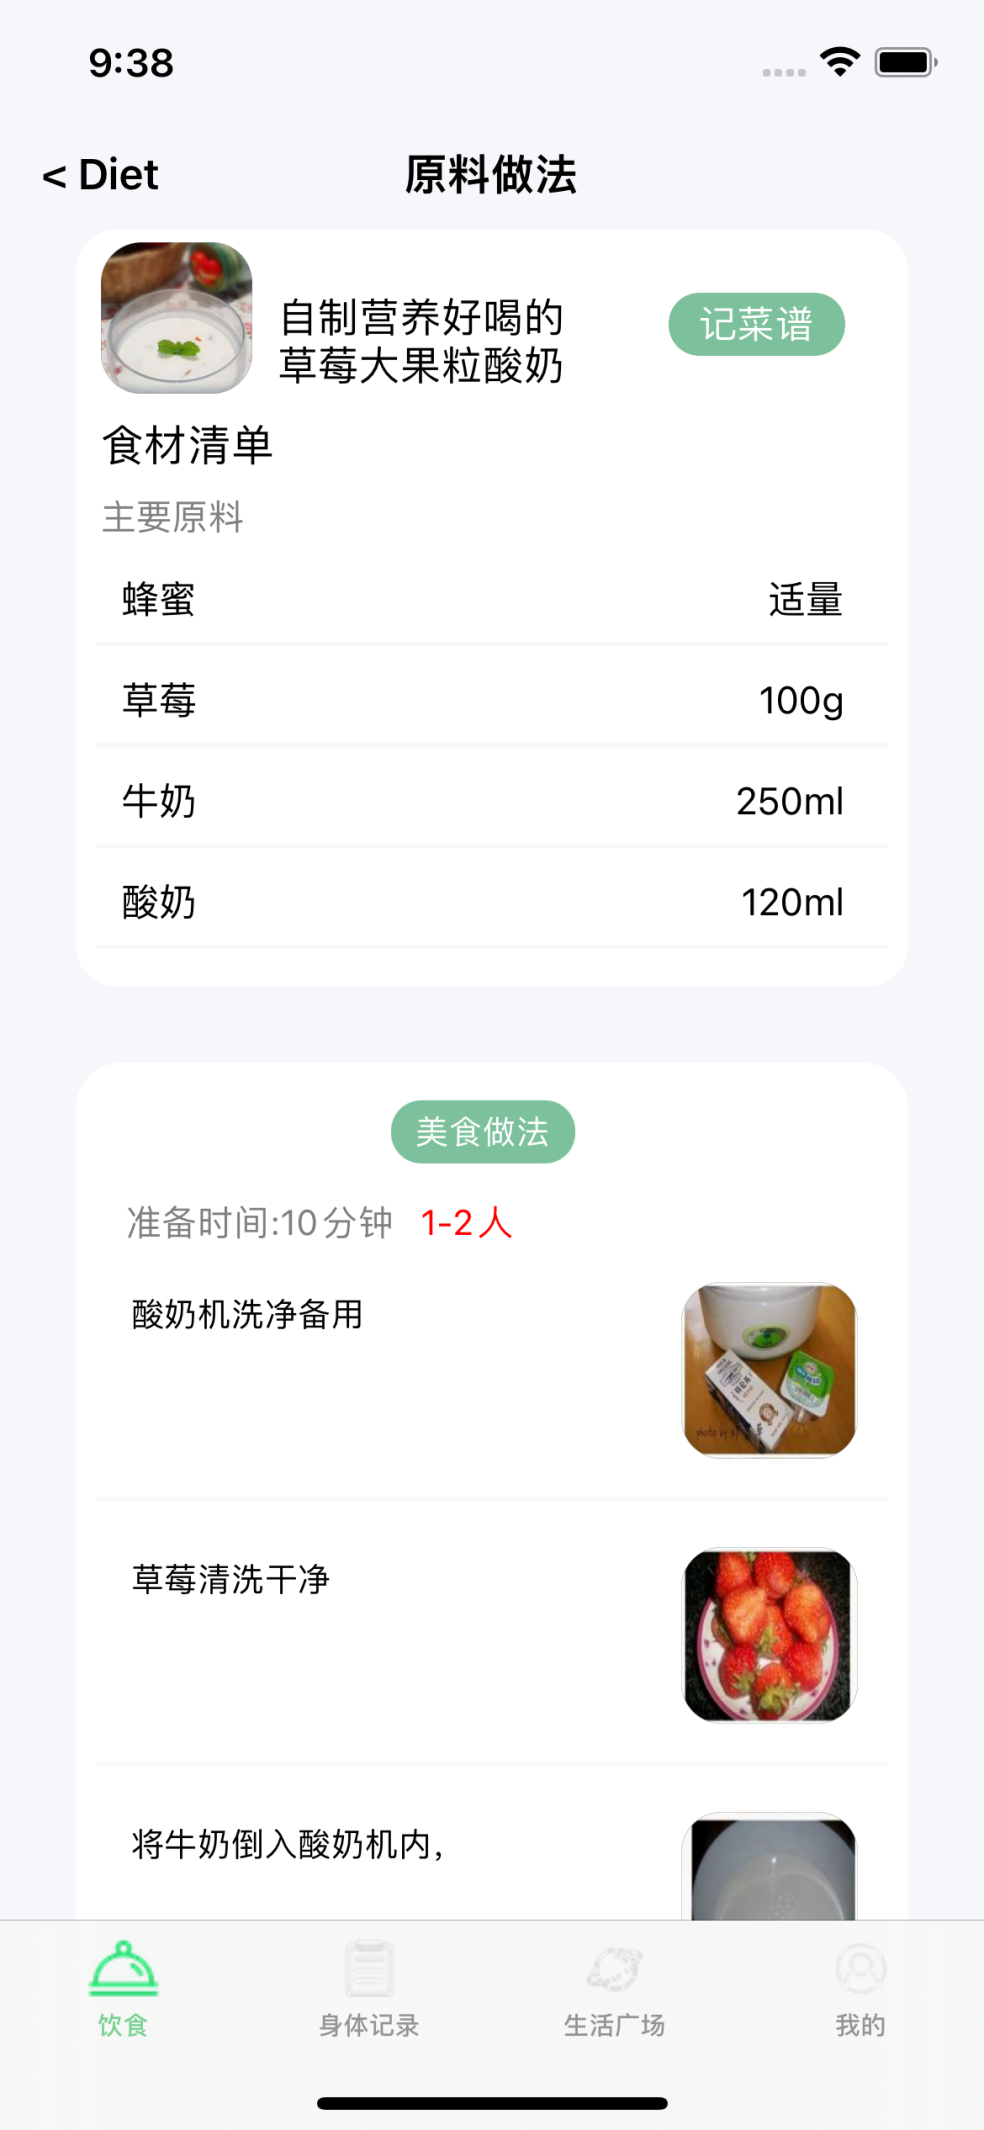 9:38
< Diet
原料做法
自制营养好喝的
草莓大果粒酸奶
记菜谱
食材清单
主要原料
蜂蜜 适量
草莓 100g
牛奶 250ml
酸奶 120ml
美食做法
准备时间:10分钟 1-2人
酸奶机洗净备用
photo by
草莓清洗干净
将牛奶倒入酸奶机内,
饮食
身体记录
生活广场
我的